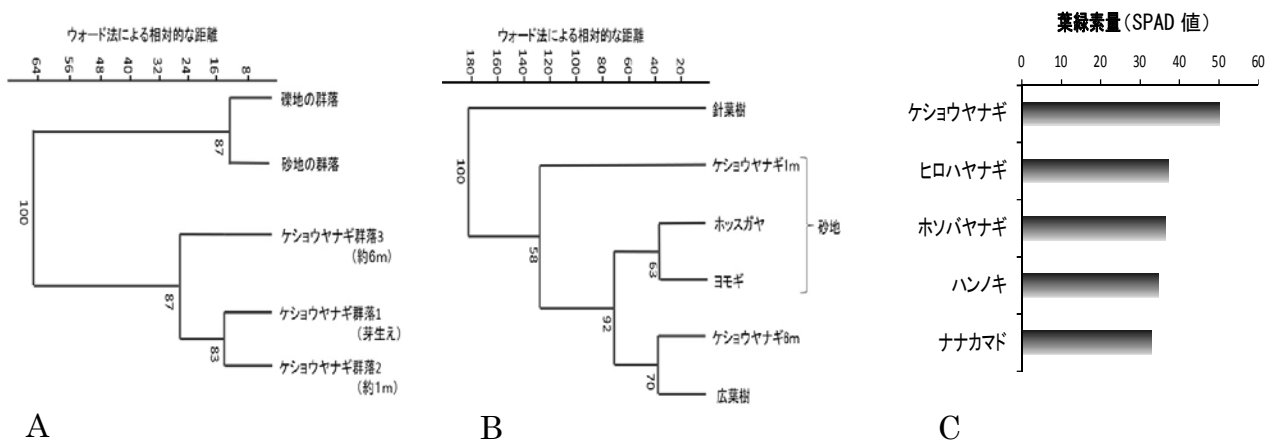 ウォード法による相対的な距離
64 56 48 40 32 24 16 8
礫地の群落
87
砂地の群落
100
ケショウヤナギ群落3
(約6m)
87
ケショウヤナギ群落1
(芽生え)
83
ケショウヤナギ群落2
(約1m)
A
ウォード法による相対的な距離
180 160 140 120 100 80 60 40 20
針葉樹
100
ケショウヤナギ1m
ホッスガヤ
砂地
58
63
ヨモギ
92
ケショウヤナギ6m
70
広葉樹
B
葉緑素量(SPAD 値)
0 10 20 30 40 50 60
ケショウヤナギ
ヒロハヤナギ
ホソバヤナギ
ハンノキ
ナナカマド
C